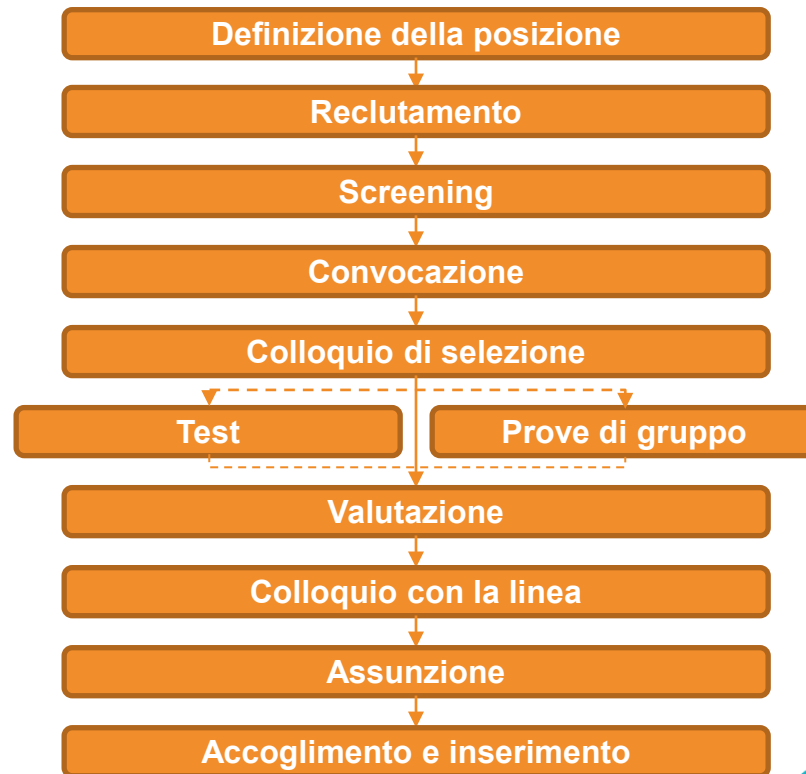 Definizione della posizione
Reclutamento
Screening
Convocazione
Colloquio di selezione
Test
Prove di gruppo
Valutazione
Colloquio con la linea
Assunzione
Accoglimento e inserimento